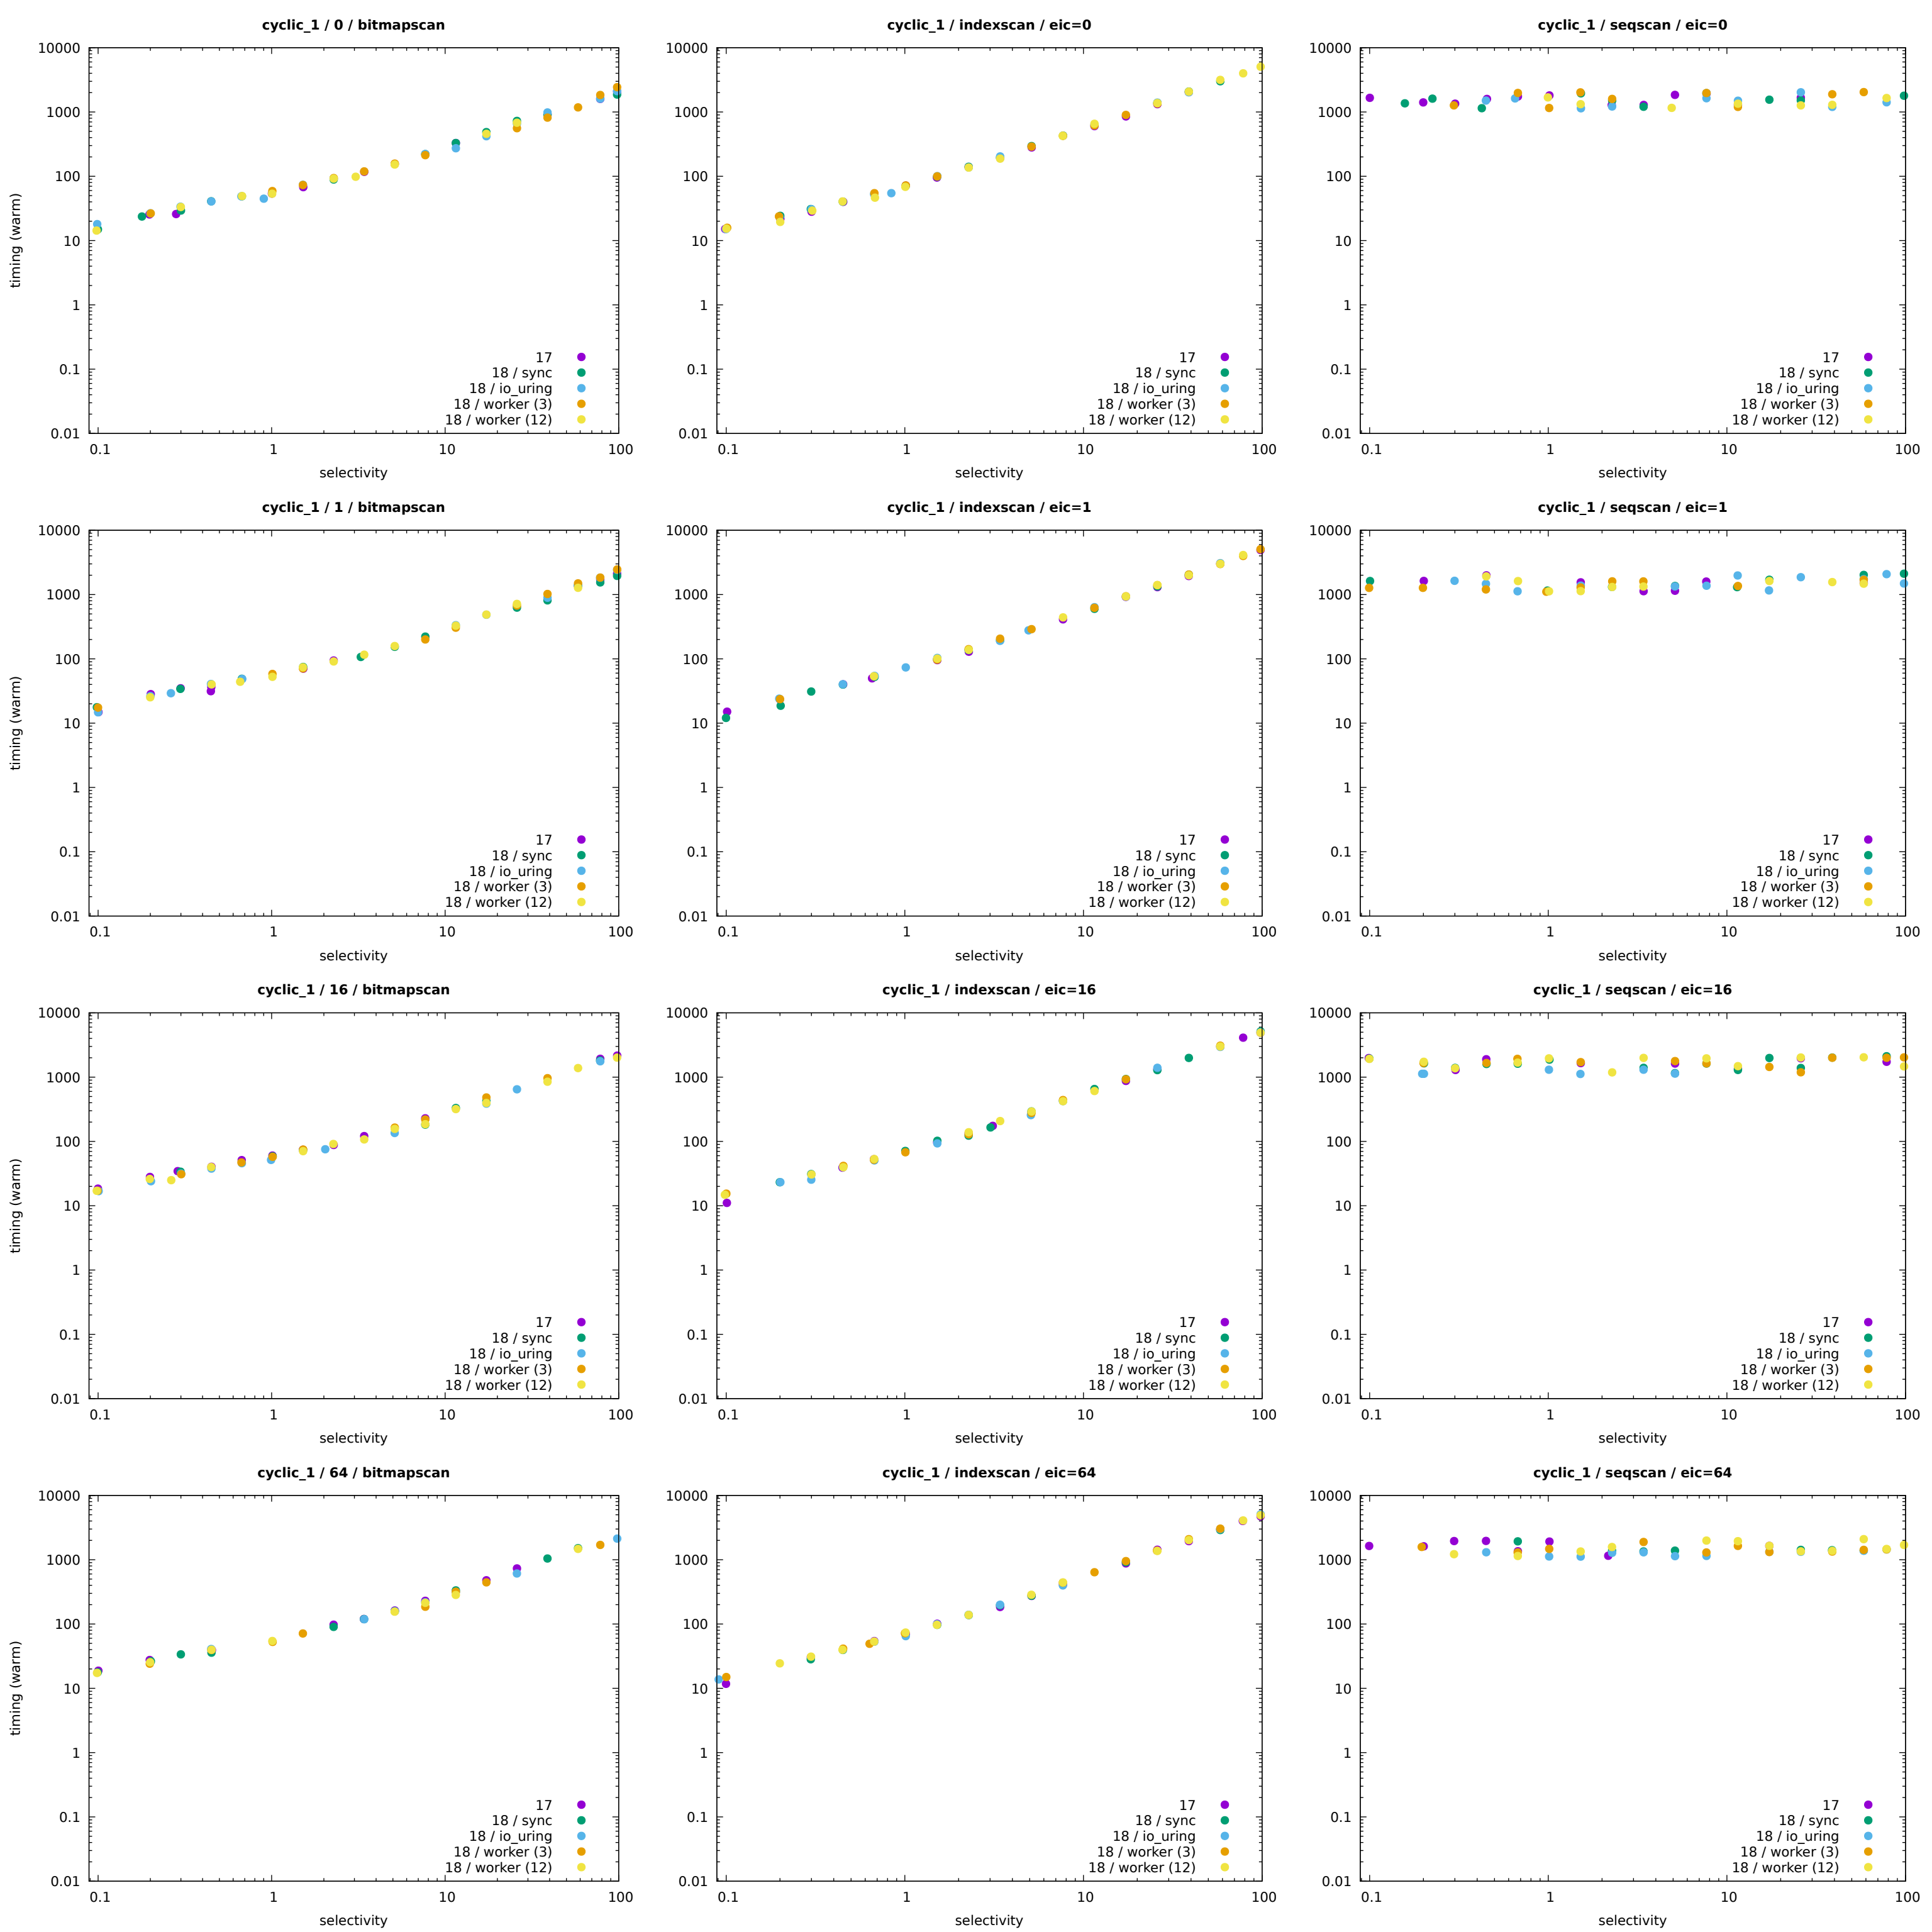 cyclic_1 / 0 / bitmapscan
10000
1000
100
10
1
0.1
0.01
timing (warm)
17
18 / sync
18 / io_uring
18 / worker (3)
18 / worker (12)
0.1 1 10 100
selectivity
cyclic_1 / indexscan / eic=0
10000
1000
100
10
1
0.1
0.01
17
18 / sync
18 / io_uring
18 / worker (3)
18 / worker (12)
0.1 1 10 100
selectivity
cyclic_1 / seqscan / eic=0
10000
1000
100
10
1
0.1
0.01
17
18 / sync
18 / io_uring
18 / worker (3)
18 / worker (12)
0.1 1 10 100
selectivity
cyclic_1 / 1 / bitmapscan
10000
1000
100
10
1
0.1
0.01
timing (warm)
17
18 / sync
18 / io_uring
18 / worker (3)
18 / worker (12)
0.1 1 10 100
selectivity
cyclic_1 / indexscan / eic=1
10000
1000
100
10
1
0.1
0.01
17
18 / sync
18 / io_uring
18 / worker (3)
18 / worker (12)
0.1 1 10 100
selectivity
cyclic_1 / seqscan / eic=1
10000
1000
100
10
1
0.1
0.01
17
18 / sync
18 / io_uring
18 / worker (3)
18 / worker (12)
0.1 1 10 100
selectivity
cyclic_1 / 16 / bitmapscan
10000
1000
100
10
1
0.1
0.01
timing (warm)
17
18 / sync
18 / io_uring
18 / worker (3)
18 / worker (12)
0.1 1 10 100
selectivity
cyclic_1 / indexscan / eic=16
10000
1000
100
10
1
0.1
0.01
17
18 / sync
18 / io_uring
18 / worker (3)
18 / worker (12)
0.1 1 10 100
selectivity
cyclic_1 / seqscan / eic=16
10000
1000
100
10
1
0.1
0.01
17
18 / sync
18 / io_uring
18 / worker (3)
18 / worker (12)
0.1 1 10 100
selectivity
cyclic_1 / 64 / bitmapscan
10000
1000
100
10
1
0.1
0.01
timing (warm)
17
18 / sync
18 / io_uring
18 / worker (3)
18 / worker (12)
0.1 1 10 100
selectivity
cyclic_1 / indexscan / eic=64
10000
1000
100
10
1
0.1
0.01
17
18 / sync
18 / io_uring
18 / worker (3)
18 / worker (12)
0.1 1 10 100
selectivity
cyclic_1 / seqscan / eic=64
10000
1000
100
10
1
0.1
0.01
17
18 / sync
18 / io_uring
18 / worker (3)
18 / worker (12)
0.1 1 10 100
selectivity